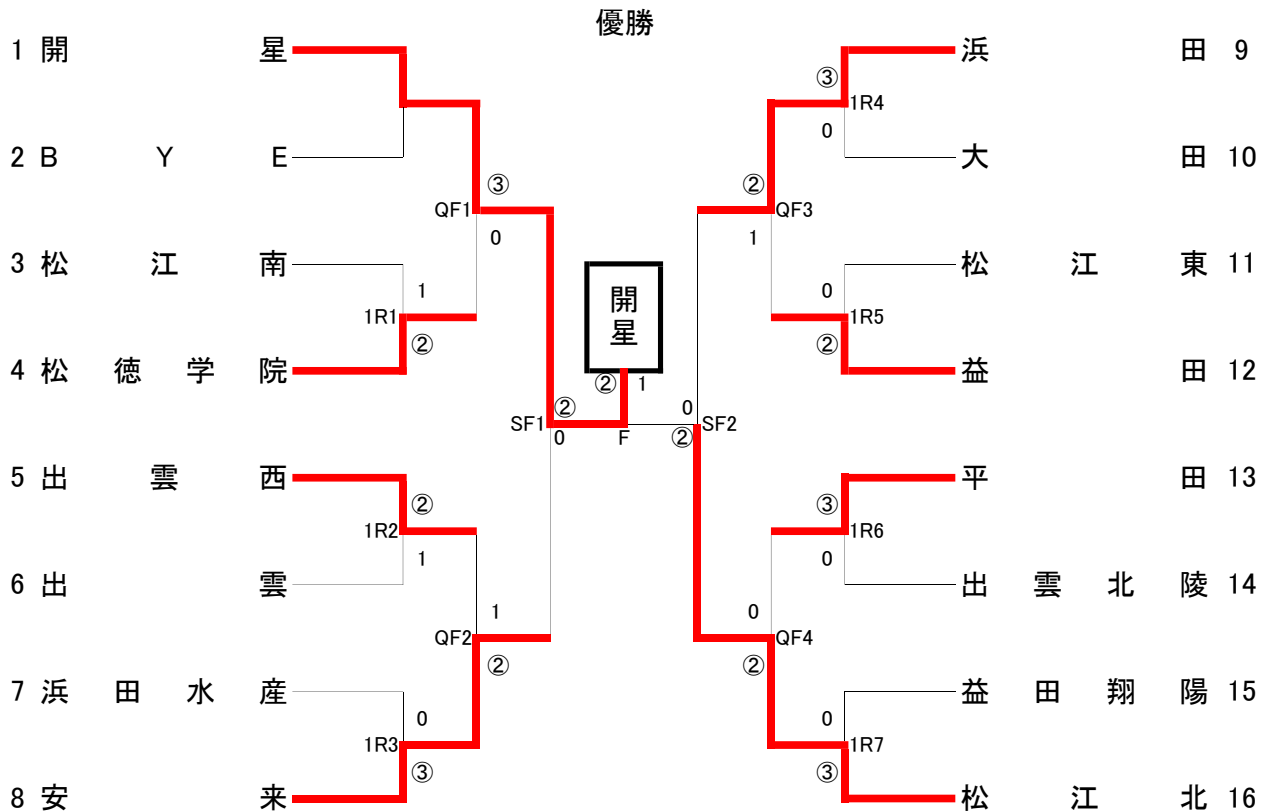 優勝
1 開星 浜田 9
③
1R4
0
2 BYE 大田 10
③ ②
QF1 QF3
0 1
3 松江南 松江東 11
開星
1 0
1R1 1R5
② ②
4 松徳学院 益田 12
② 1
② 0
SF1 SF2
0 F ②
5 出雲西 平田 13
② ③
1R2 1R6
1 0
6 出雲 出雲北陵 14
1 0
QF2 QF4
② ②
7 浜田水産 益田翔陽 15
0 0
1R3 1R7
③ ③
8 安来 松江北 16